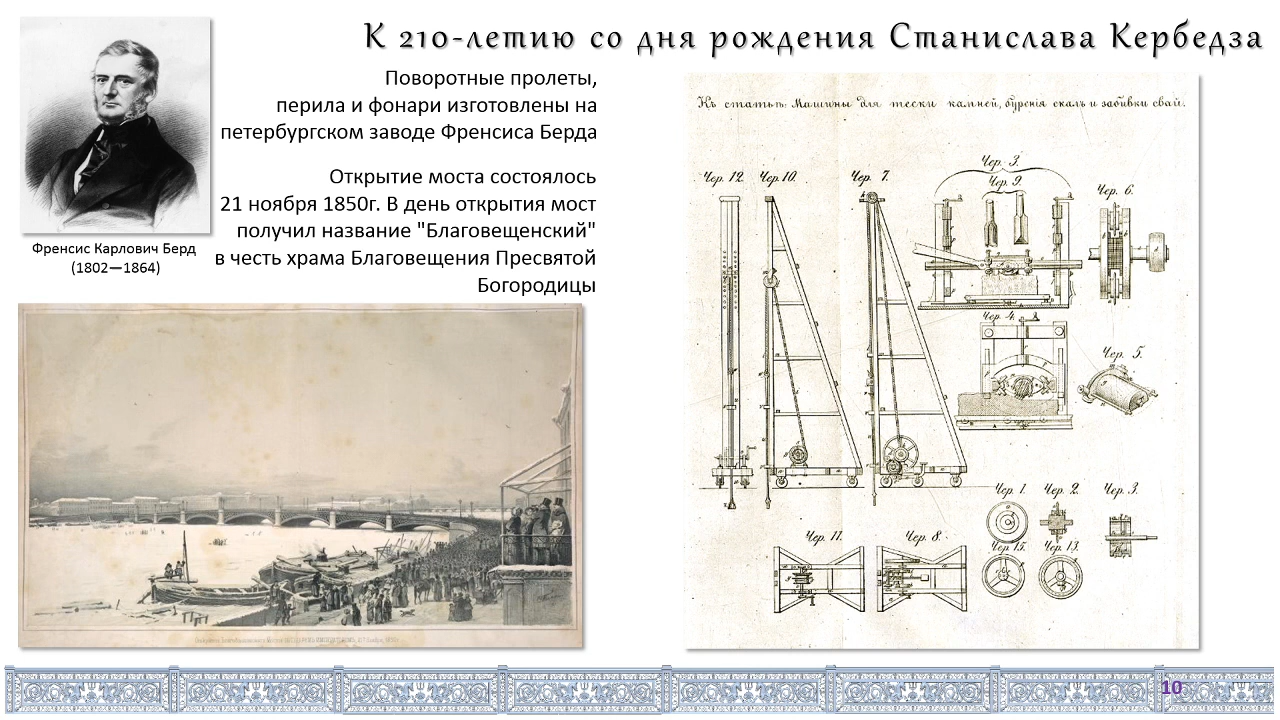 К 210-летию со дня рождения Станислава Кербедза
Поворотные пролеты,
перила и фонари изготовлены на
петербургском заводе Френсиса Берда
Открытие моста состоялось
21 ноября 1850г. В день открытия мост
получил название "Благовещенский"
в честь храма Благовещения Пресвятой
Богородицы
Френсис Карлович Берд
(1802—1864)
Къ статьѣ: Машины для тески камней, буренія скалъ и забивки свай.
Чер. 3.
Чер. 12. Чер. 10. Чер. 7. Чер. 9. Чер. 6.
Чер. 4. Чер. 5.
Чер. 1. Чер. 2. Чер. 3.
Чер. 11. Чер. 8. Чер. 15. Чер. 13.
10